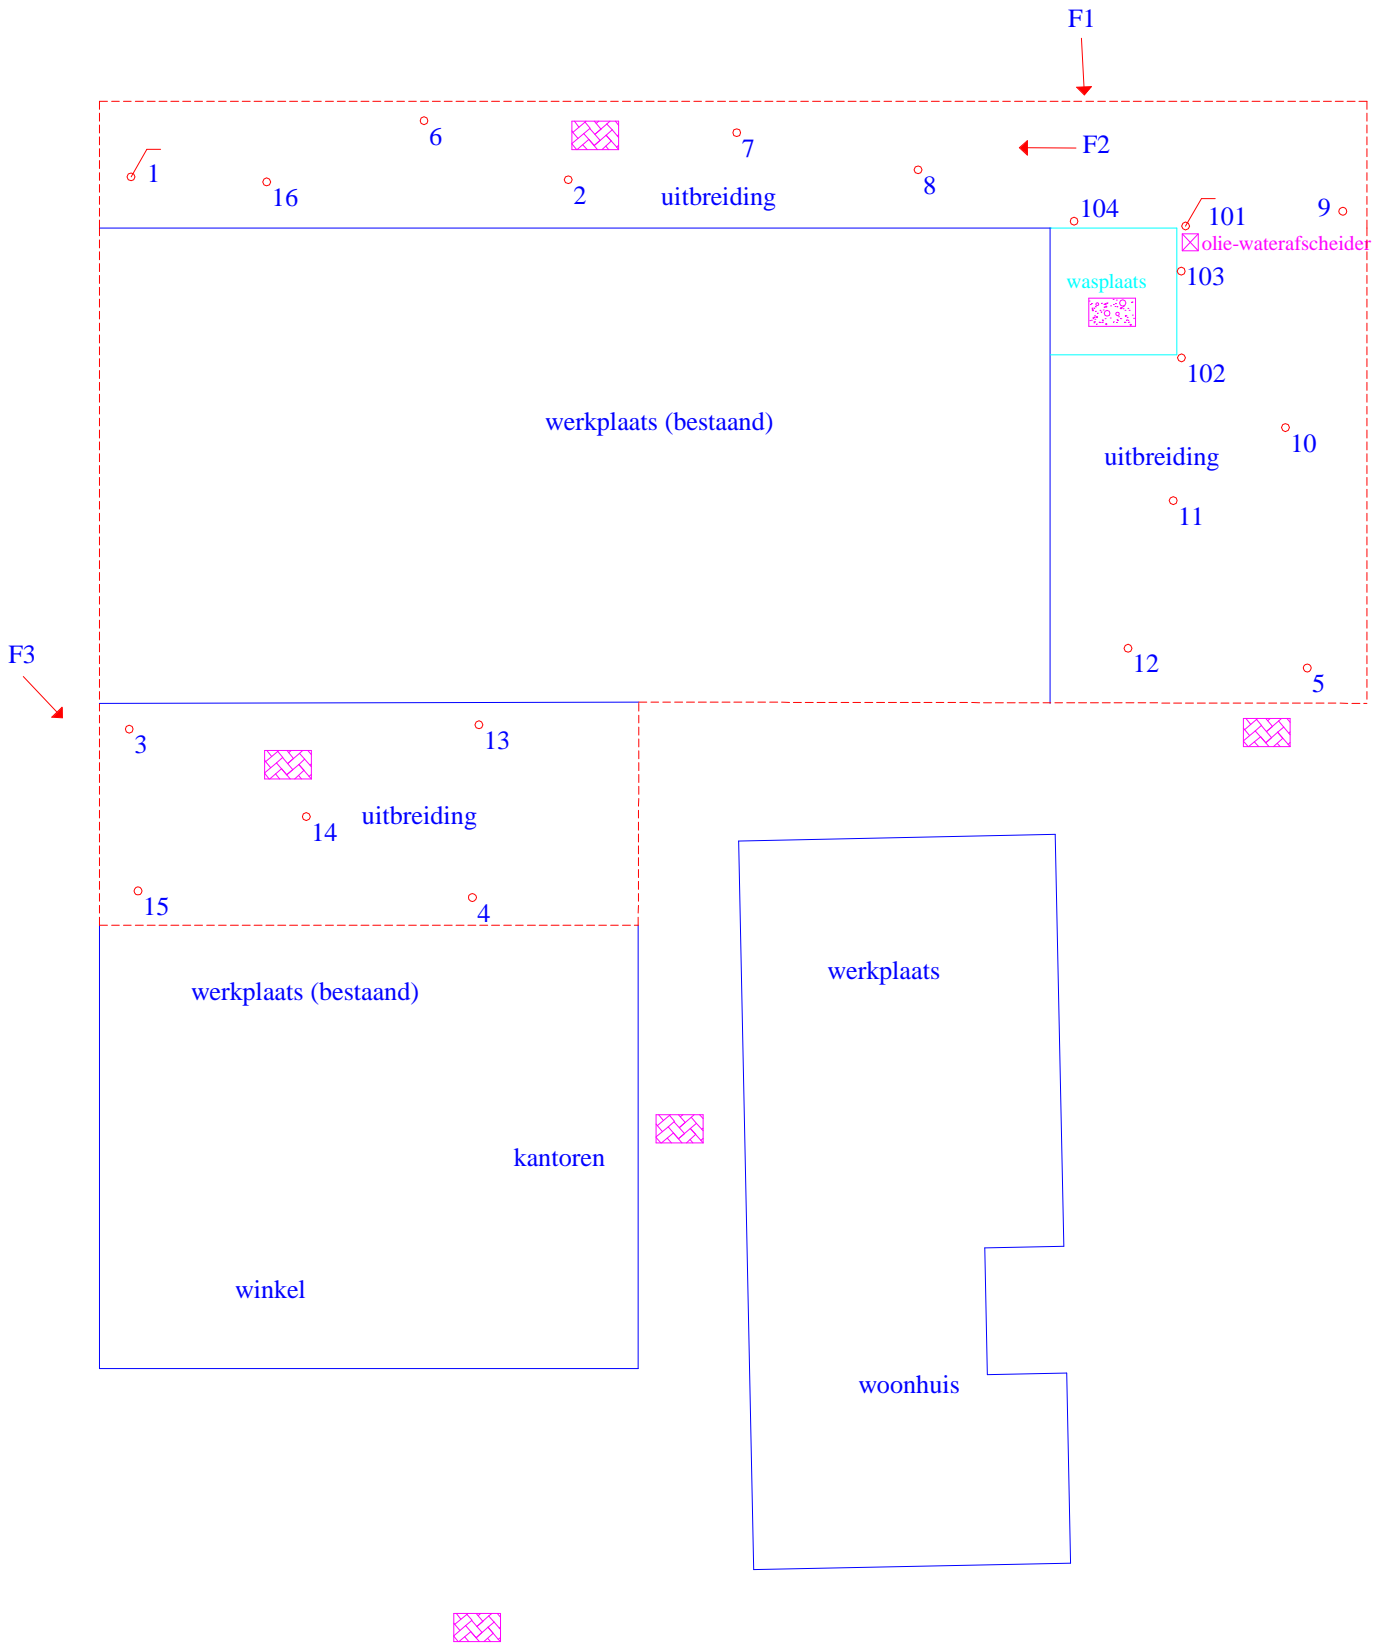 F1
6
7
F2
1
16
2
uitbreiding
8
104
101
9
olie-waterafscheider
103
wasplaats
102
werkplaats (bestaand)
10
uitbreiding
11
F3
12
5
3
13
uitbreiding
14
15
4
werkplaats (bestaand)
werkplaats
kantoren
winkel
woonhuis